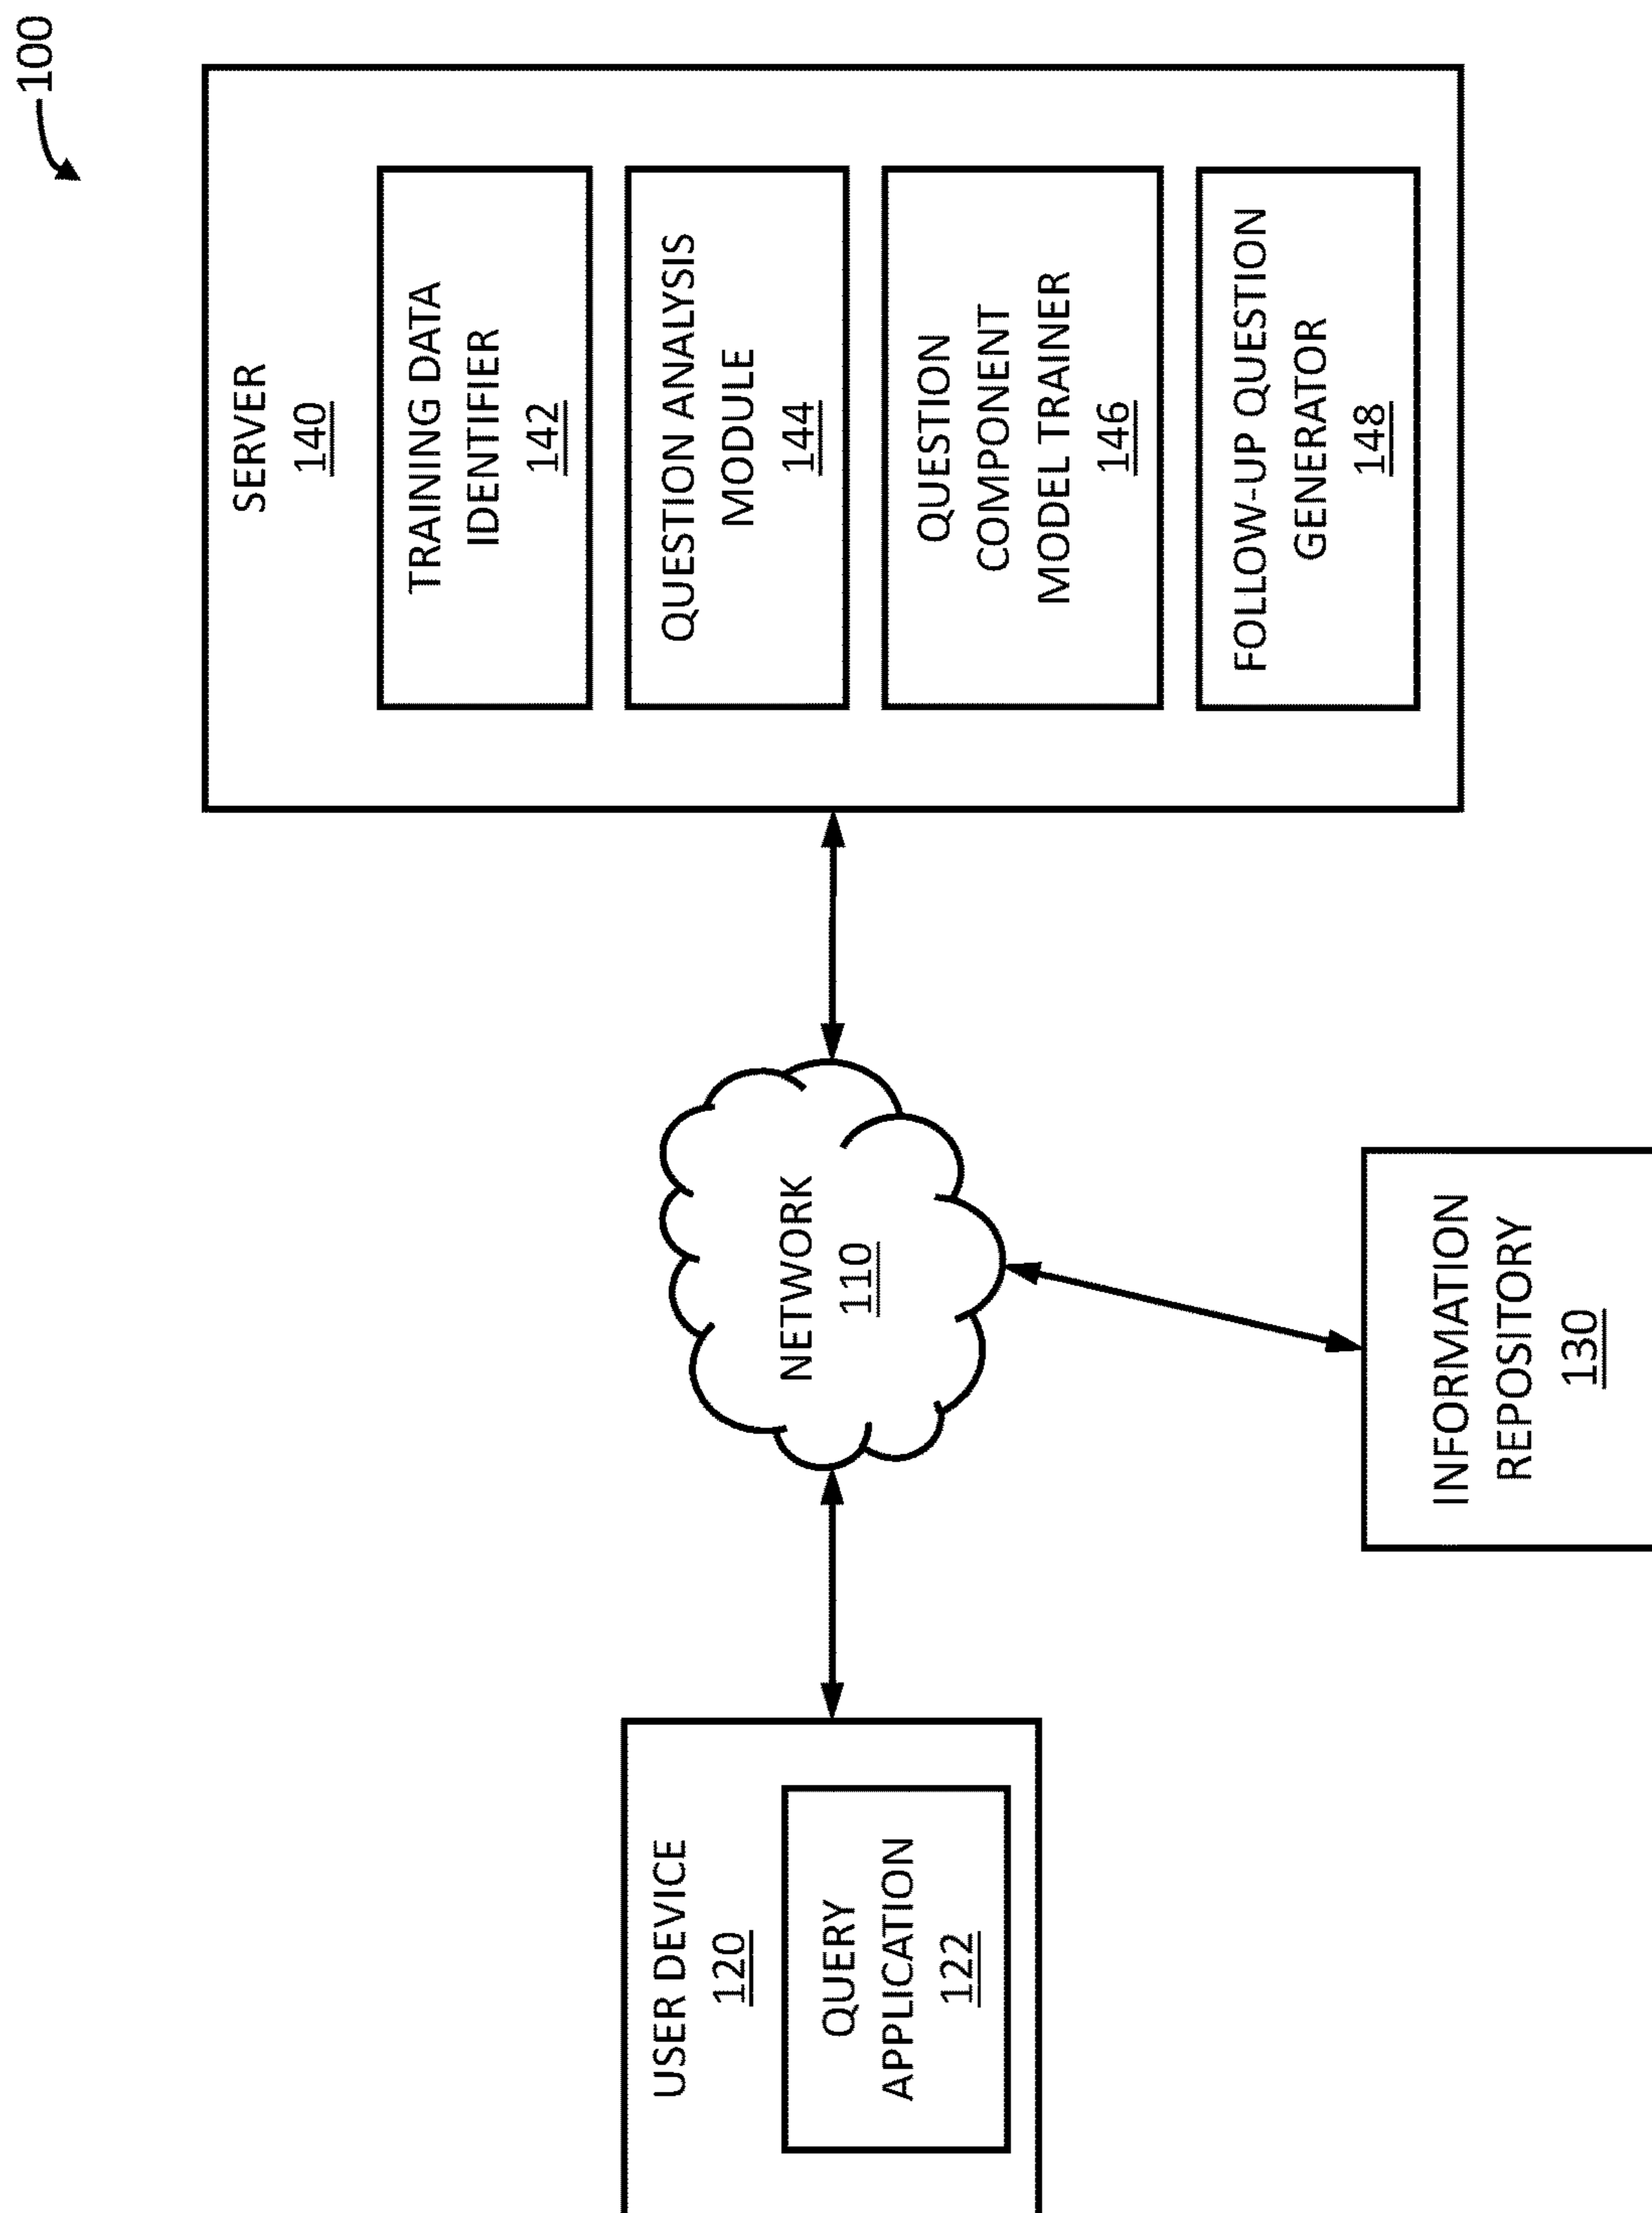 100
USER DEVICE
120
QUERY
APPLICATION
122
NETWORK
110
INFORMATION
REPOSITORY
130
SERVER
140
TRAINING DATA
IDENTIFIER
142
QUESTION ANALYSIS
MODULE
144
QUESTION
COMPONENT
MODEL TRAINER
146
FOLLOW-UP QUESTION
GENERATOR
148